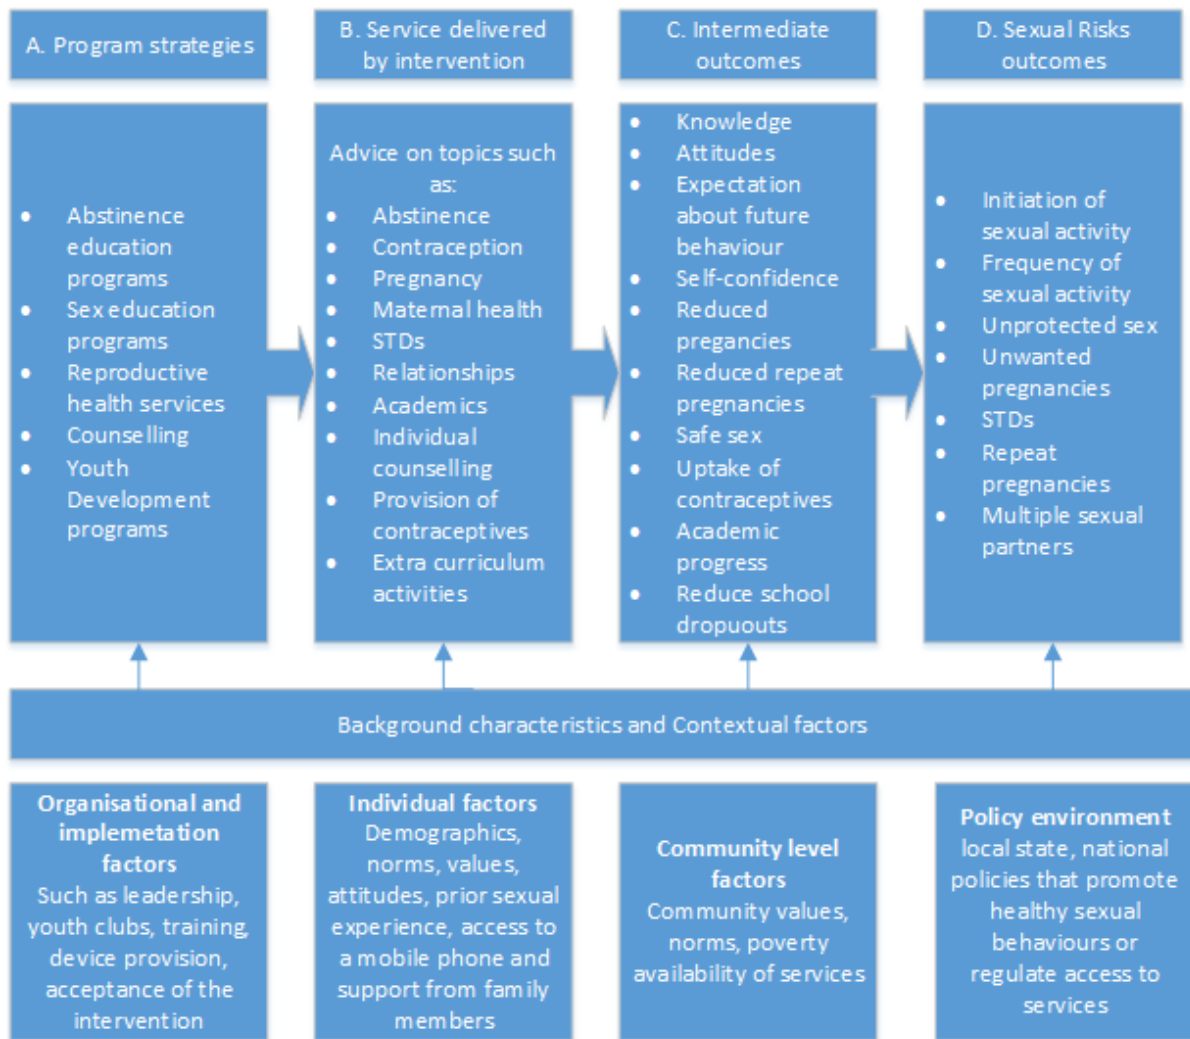 A. Program strategies
B. Service delivered
by intervention
C. Intermediate
outcomes
D. Sexual Risks
outcomes
• Abstinence
education
programs
• Sex education
programs
• Reproductive
health services
• Counselling
• Youth
Development
programs
Advice on topics such
as:
• Abstinence
• Contraception
• Pregnancy
• Maternal health
• STDs
• Relationships
• Academics
• Individual
counselling
• Provision of
contraceptives
• Extra curriculum
activities
• Knowledge
• Attitudes
• Expectation
about future
behaviour
• Self-confidence
• Reduced
pregancies
• Reduced repeat
pregnancies
• Safe sex
• Uptake of
contraceptives
• Academic
progress
• Reduce school
dropuouts
• Initiation of
sexual activity
• Frequency of
sexual activity
• Unprotected sex
• Unwanted
pregnancies
• STDs
• Repeat
pregnancies
• Multiple sexual
partners
Background characteristics and Contextual factors
Organisational and
implemetation
factors
Such as leadership,
youth clubs, training,
device provision,
acceptance of the
intervention
Individual factors
Demographics,
norms, values,
attitudes, prior sexual
experience, access to
a mobile phone and
support from family
members
Community level
factors
Community values,
norms, poverty
availability of services
Policy environment
local state, national
policies that promote
healthy sexual
behaviours or
regulate access to
services